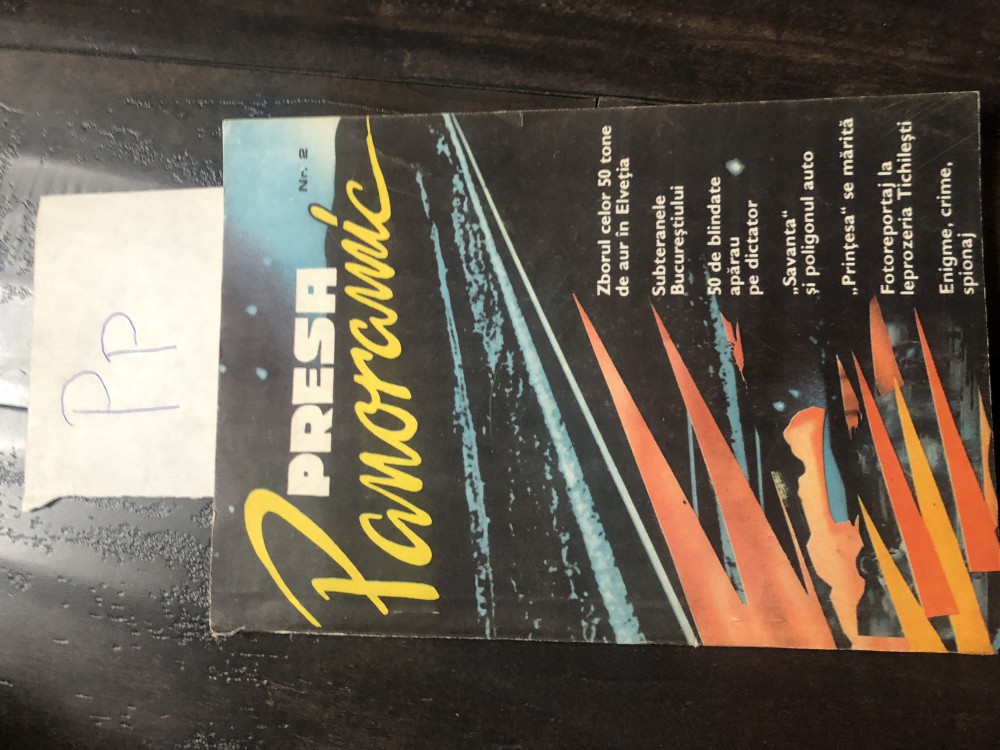 PP
PRESA
Nr. 2
Panoramic
Zborul celor 50 tone
de aur în Elveția
Subteranele
Bucureștiului
50 de blindate
apărau
pe dictator
„Savanta“
și poligonul auto
„Prințesa“ se mărită
Fotoreportaj la
leprozeria Tichilești
Enigme, crime,
spionaj